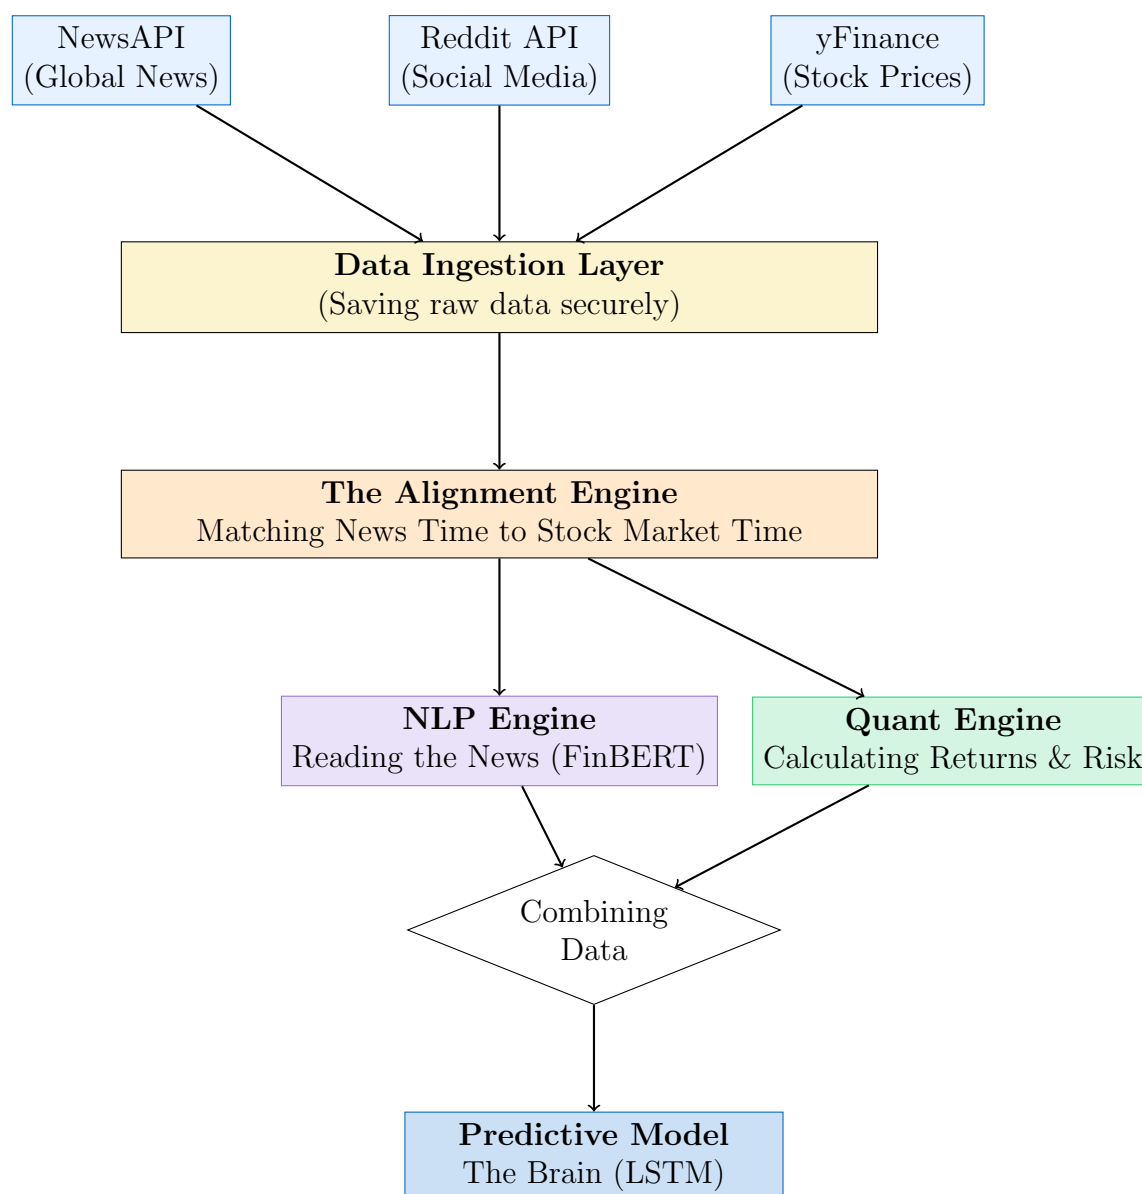 NewsAPI
(Global News)
Reddit API
(Social Media)
yFinance
(Stock Prices)
Data Ingestion Layer
(Saving raw data securely)
The Alignment Engine
Matching News Time to Stock Market Time
NLP Engine
Reading the News (FinBERT)
Quant Engine
Calculating Returns & Risk
Combining
Data
Predictive Model
The Brain (LSTM)